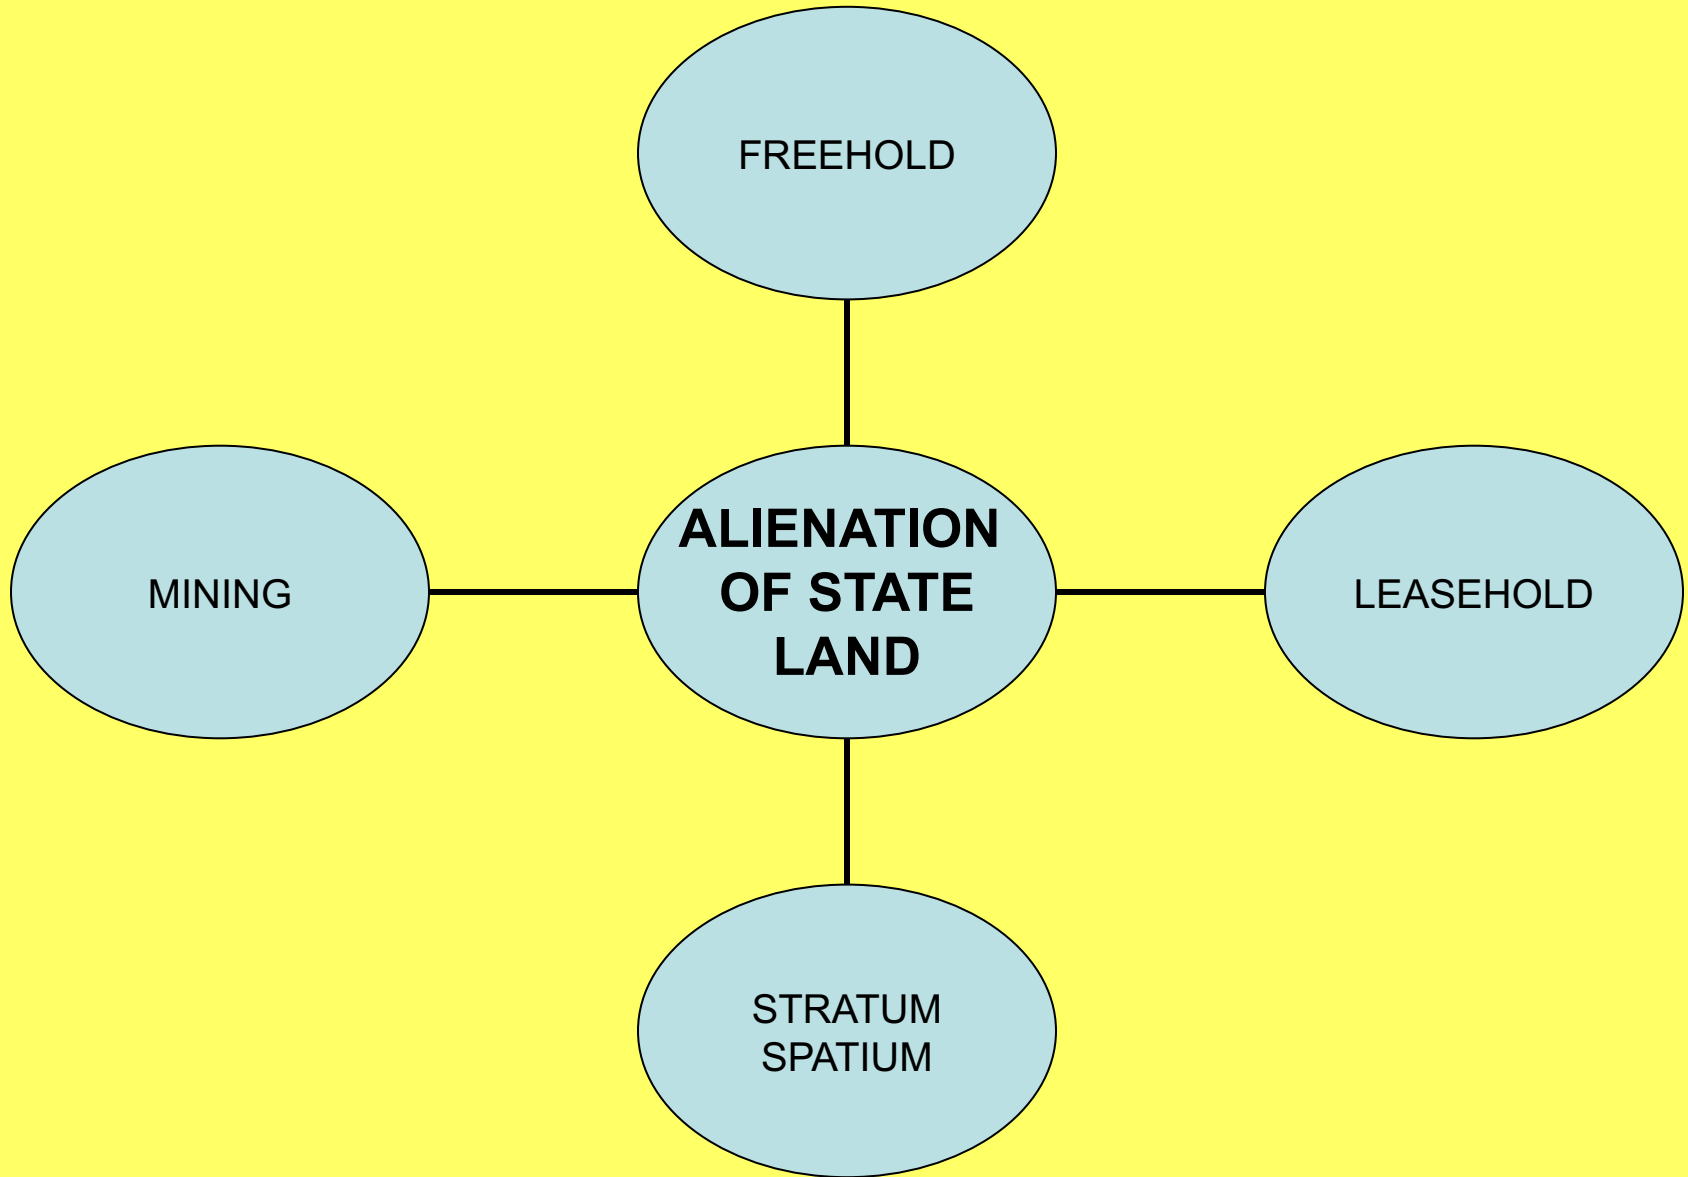 FREEHOLD
MINING
ALIENATION
OF STATE
LAND
LEASEHOLD
STRATUM
SPATIUM